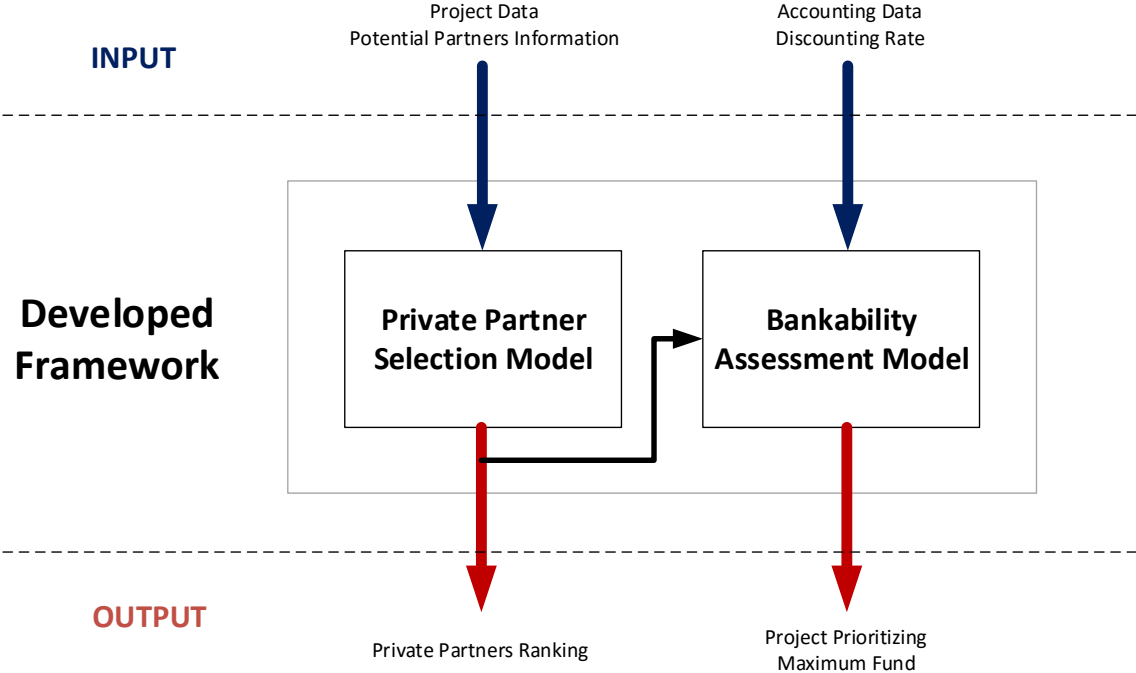 Project Data
Potential Partners Information
Accounting Data
Discounting Rate
INPUT
Developed
Framework
Private Partner
Selection Model
Bankability
Assessment Model
OUTPUT
Private Partners Ranking
Project Prioritizing
Maximum Fund